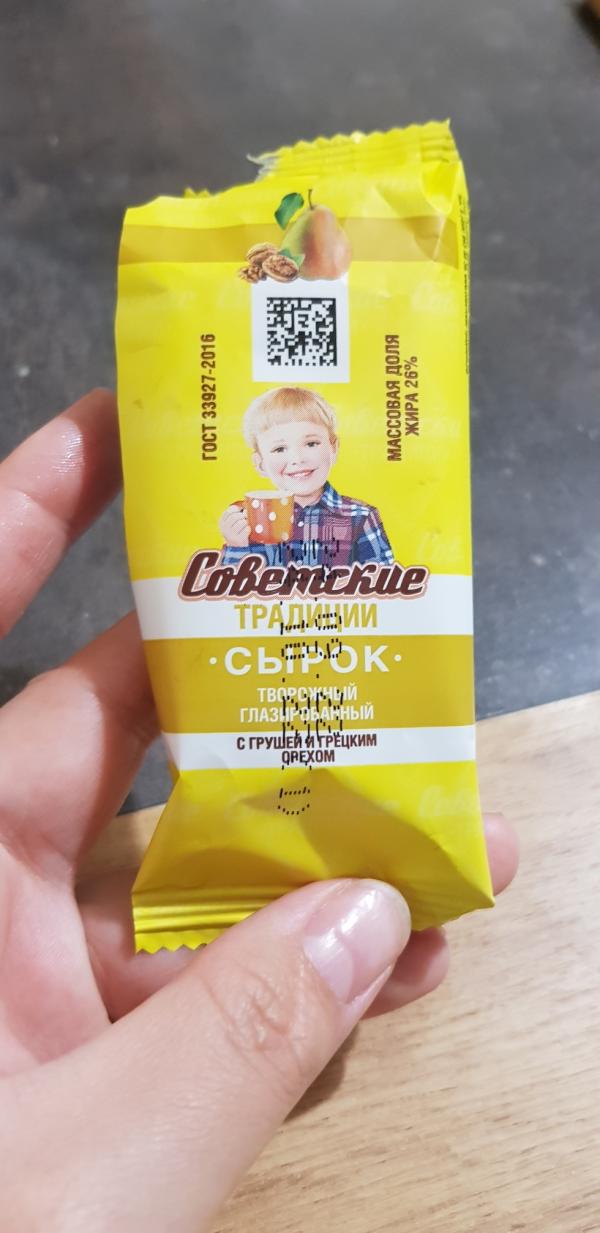 ГОСТ 33927-2016
МАССОВАЯ ДОЛЯ
ЖИРА 26%
Советские
ТРАДИЦИИ
·СЫРОК·
ТВОРОЖНЫЙ
ГЛАЗИРОВАННЫЙ
С ГРУШЕЙ И ГРЕЦКИМ
ОРЕХОМ